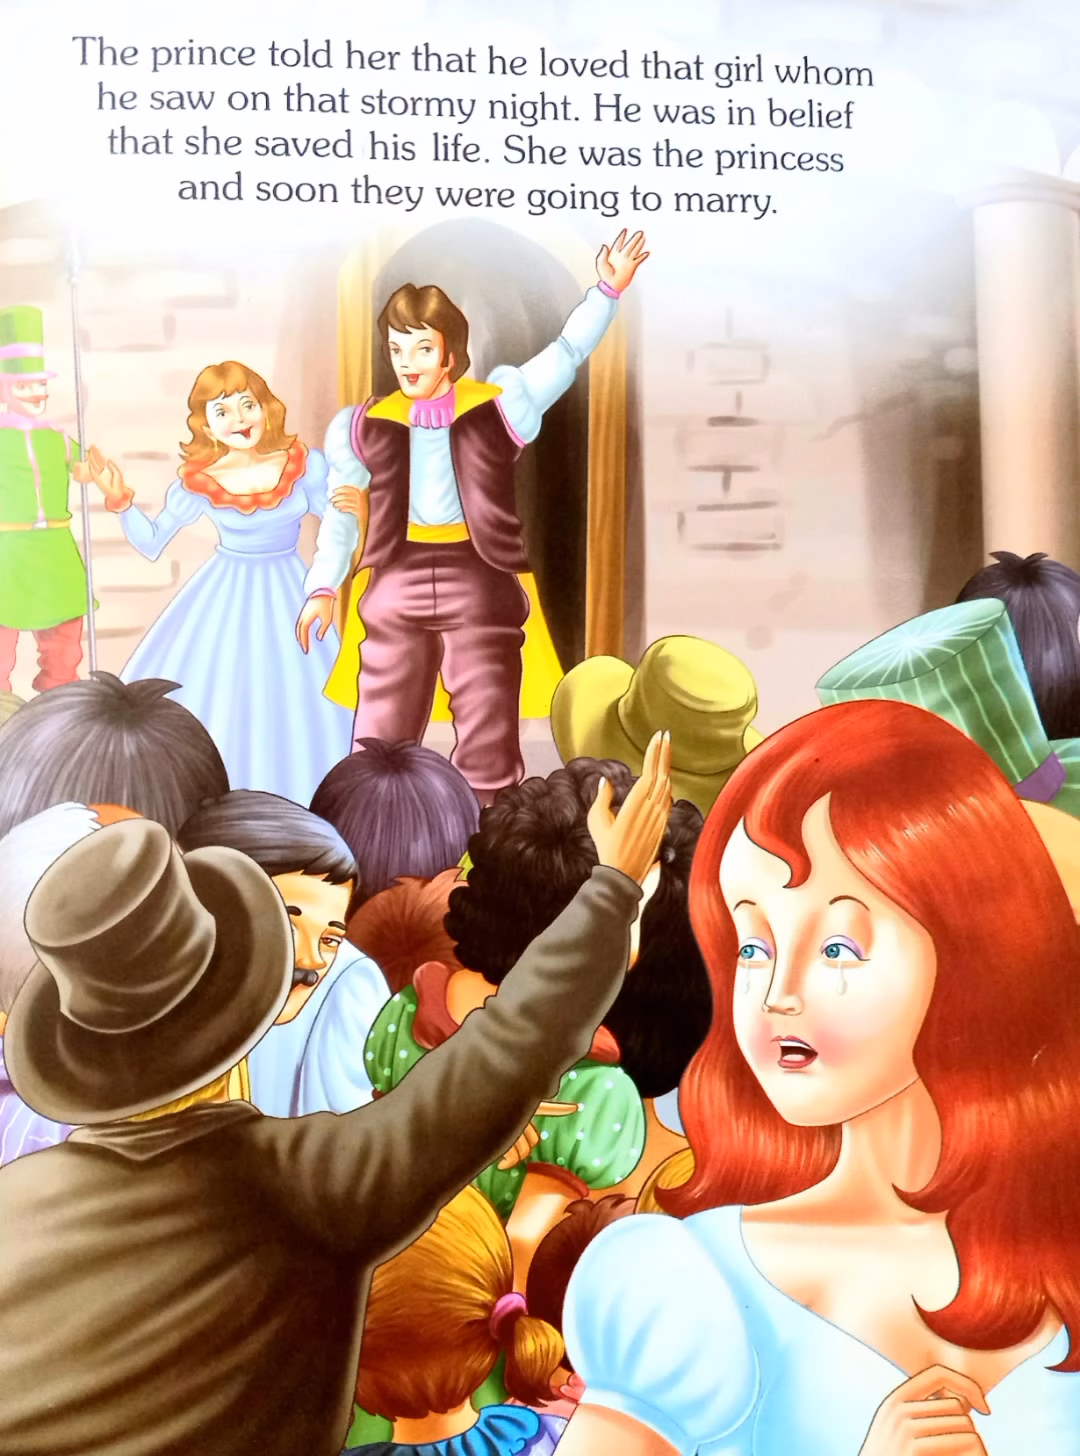 The prince told her that he loved that girl whom
he saw on that stormy night. He was in belief
that she saved his life. She was the princess
and soon they were going to marry.